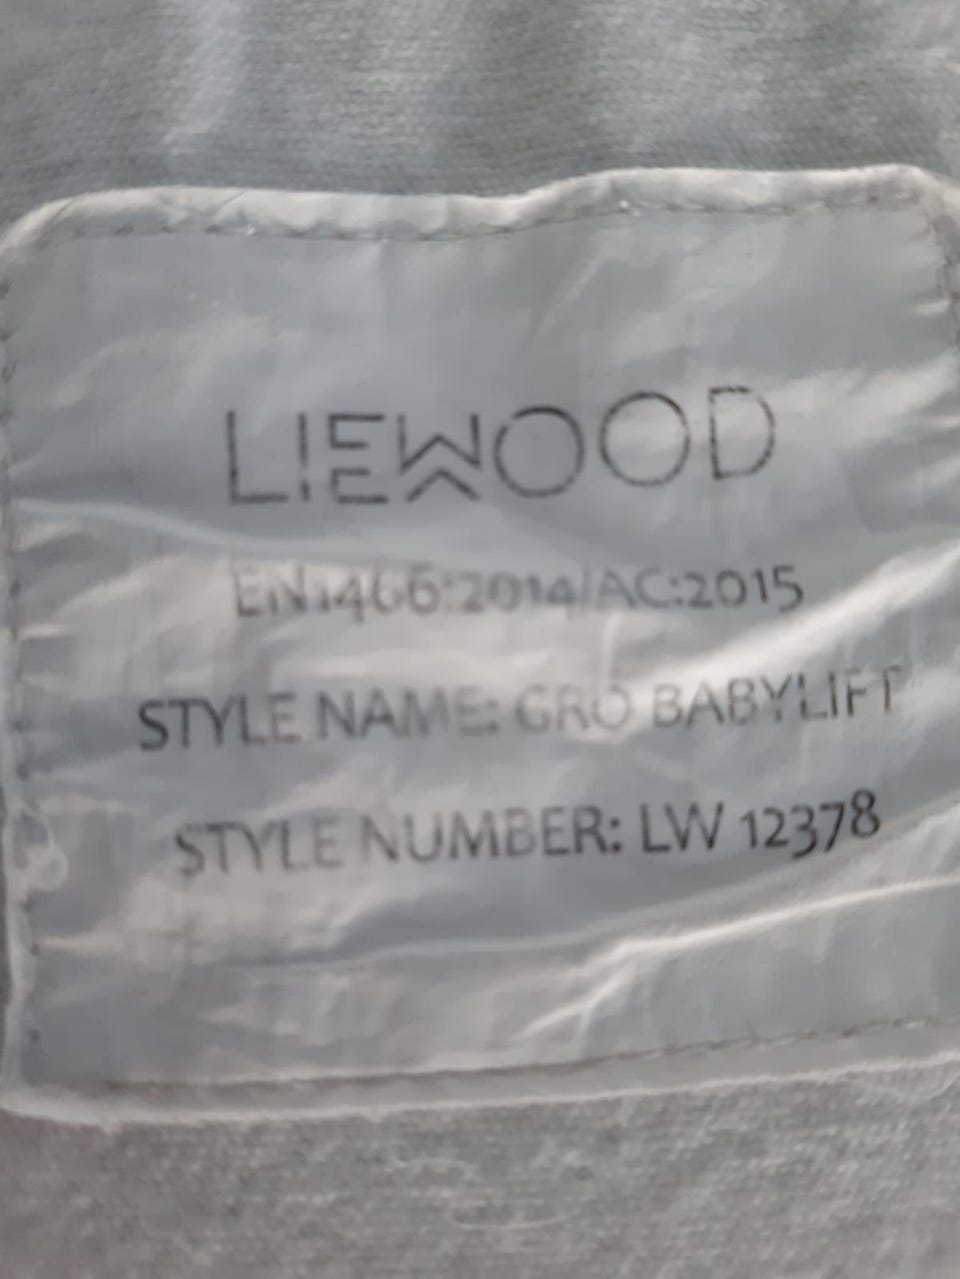 LIEWOOD
EN1466:2014/AC:2015
STYLE NAME: GRO BABYLIFT
STYLE NUMBER: LW 12378